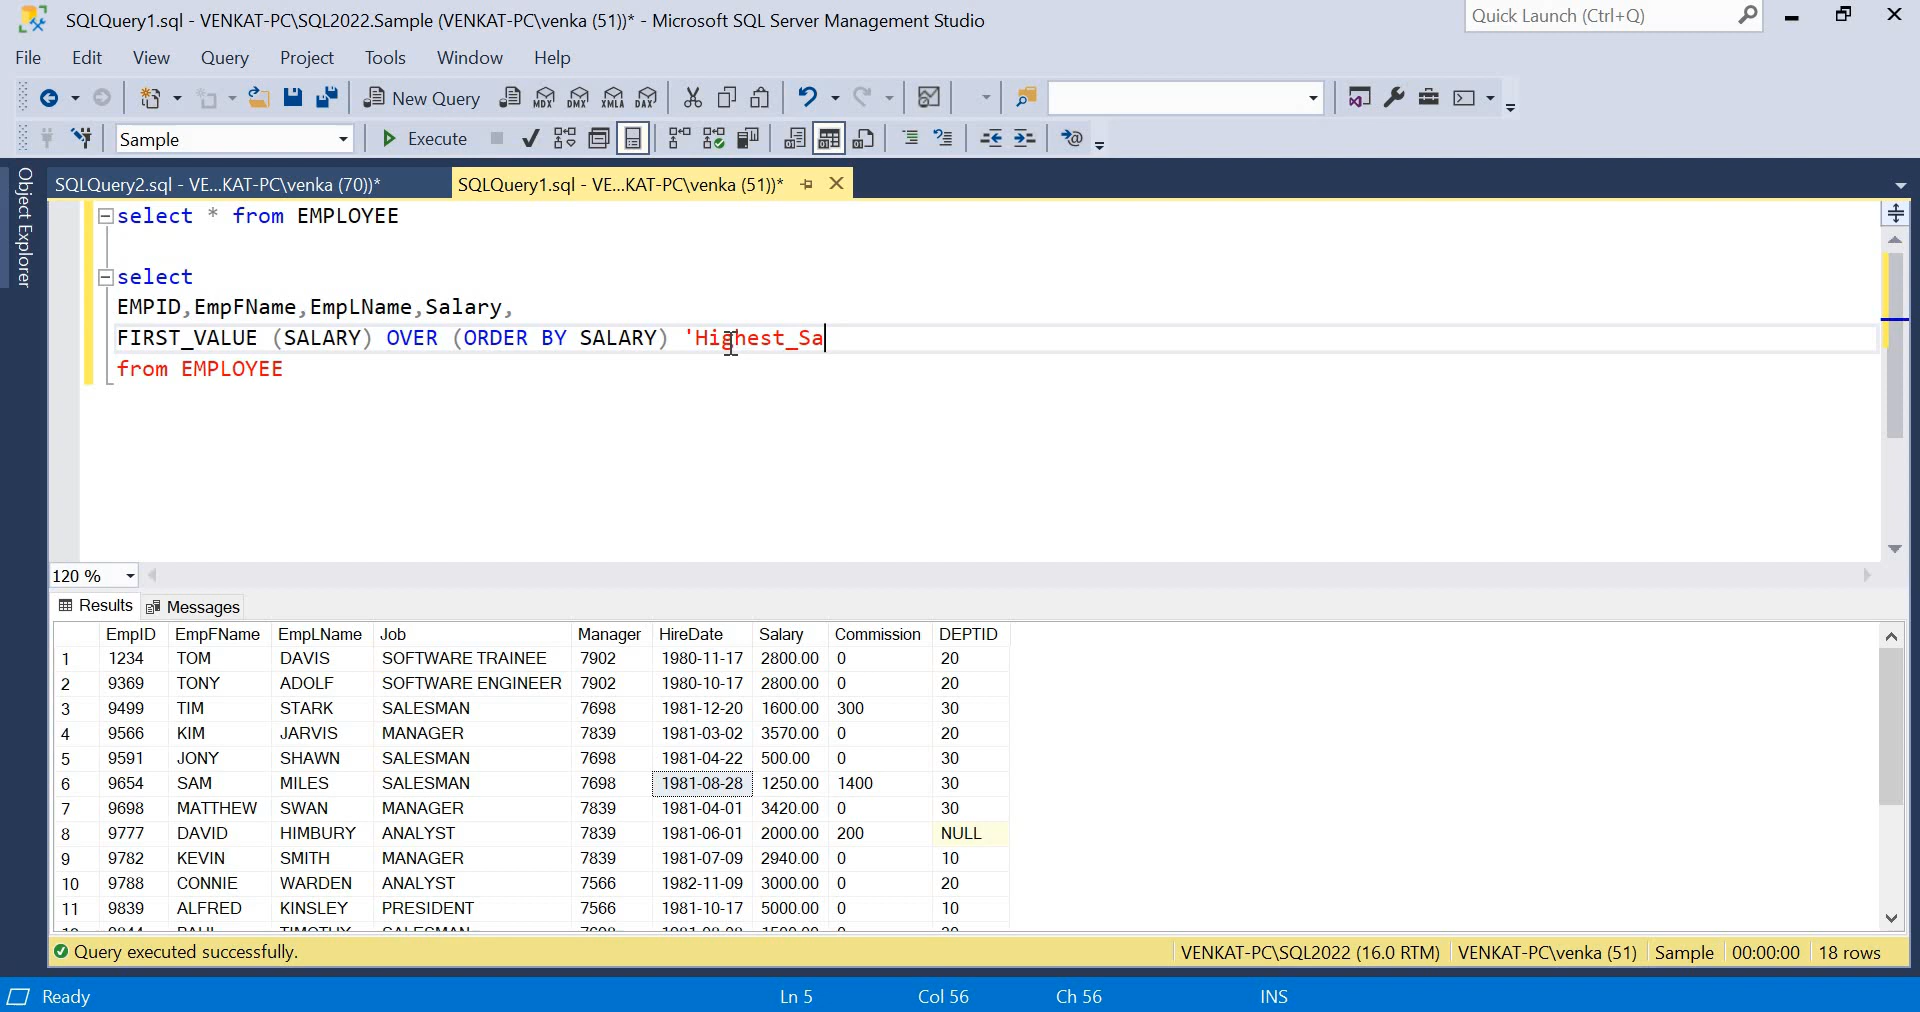 SQLQuery1.sql - VENKAT-PC\SQL2022.Sample (VENKAT-PC\venka (51))* - Microsoft SQL Server Management Studio
Quick Launch (Ctrl+Q)
File Edit View Query Project Tools Window Help
New Query MDX DMX XMLA DAX
Sample Execute
Object Explorer
SQLQuery2.sql - VE...KAT-PC\venka (70))* SQLQuery1.sql - VE...KAT-PC\venka (51))*
select * from EMPLOYEE
select
EMPID,EmpFName,EmpLName,Salary,
FIRST_VALUE (SALARY) OVER (ORDER BY SALARY) 'Highest_Sa
from EMPLOYEE
120 %
Results Messages
EmpID EmpFName EmpLName Job Manager HireDate Salary Commission DEPTID
1 1234 TOM DAVIS SOFTWARE TRAINEE 7902 1980-11-17 2800.00 0 20
2 9369 TONY ADOLF SOFTWARE ENGINEER 7902 1980-10-17 2800.00 0 20
3 9499 TIM STARK SALESMAN 7698 1981-12-20 1600.00 300 30
4 9566 KIM JARVIS MANAGER 7839 1981-03-02 3570.00 0 20
5 9591 JONY SHAWN SALESMAN 7698 1981-04-22 500.00 0 30
6 9654 SAM MILES SALESMAN 7698 1981-08-28 1250.00 1400 30
7 9698 MATTHEW SWAN MANAGER 7839 1981-04-01 3420.00 0 30
8 9777 DAVID HIMBURY ANALYST 7839 1981-06-01 2000.00 200 NULL
9 9782 KEVIN SMITH MANAGER 7839 1981-07-09 2940.00 0 10
10 9788 CONNIE WARDEN ANALYST 7566 1982-11-09 3000.00 0 20
11 9839 ALFRED KINSLEY PRESIDENT 7566 1981-10-17 5000.00 0 10
Query executed successfully. VENKAT-PC\SQL2022 (16.0 RTM) VENKAT-PC\venka (51) Sample 00:00:00 18 rows
Ready Ln 5 Col 56 Ch 56 INS